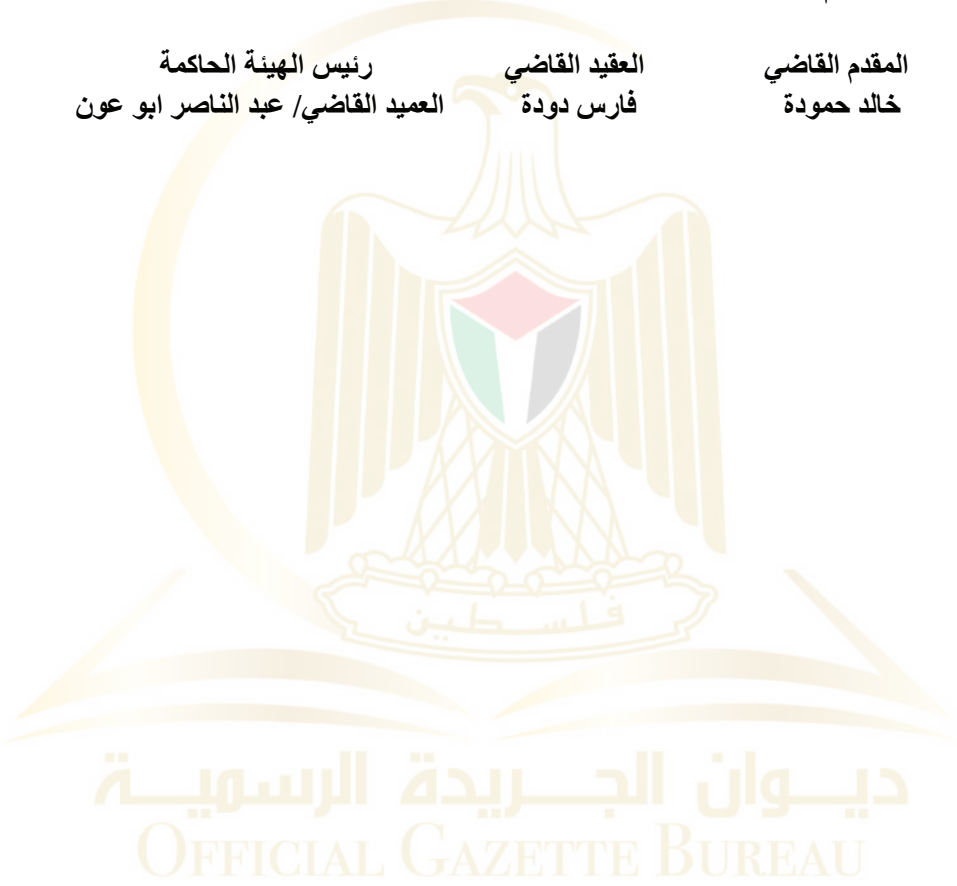 المقدم القاضي العقيد القاضي رئيس الهيئة الحاكمة
خالد حمودة فارس دودة العميد القاضي/ عبد الناصر ابو عون
فلسطين
ديوان الجريدة الرسمية
OFFICIAL GAZETTE BUREAU